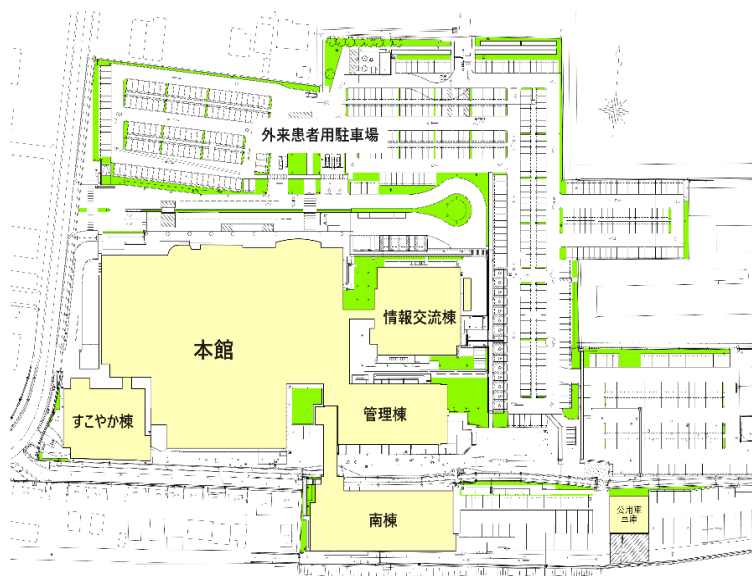 外来患者用駐車場
情報交流棟
本館
すこやか棟
管理棟
南棟
公用車
車庫